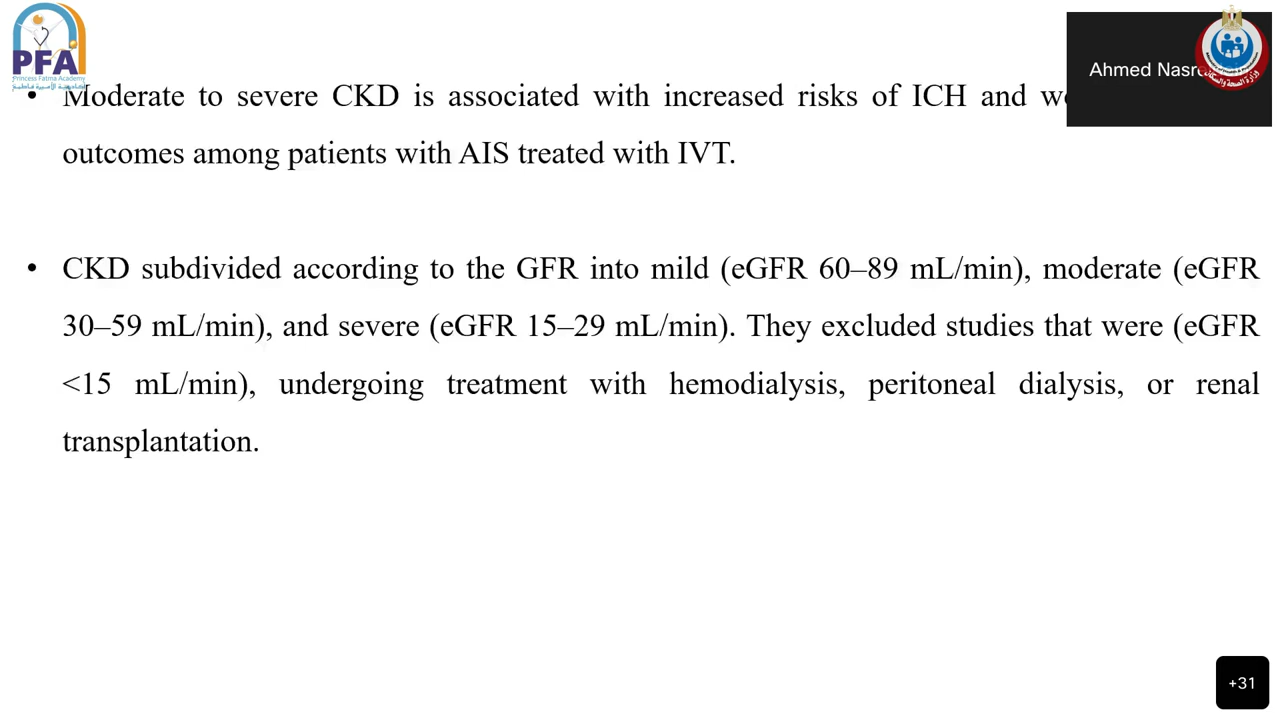 PFA
Princess Fatma Academy
Ahmed Nasr
• Moderate to severe CKD is associated with increased risks of ICH and
outcomes among patients with AIS treated with IVT.
• CKD subdivided according to the GFR into mild (eGFR 60–89 mL/min), moderate (eGFR
30–59 mL/min), and severe (eGFR 15–29 mL/min). They excluded studies that were (eGFR
<15 mL/min), undergoing treatment with hemodialysis, peritoneal dialysis, or renal
transplantation.
+31